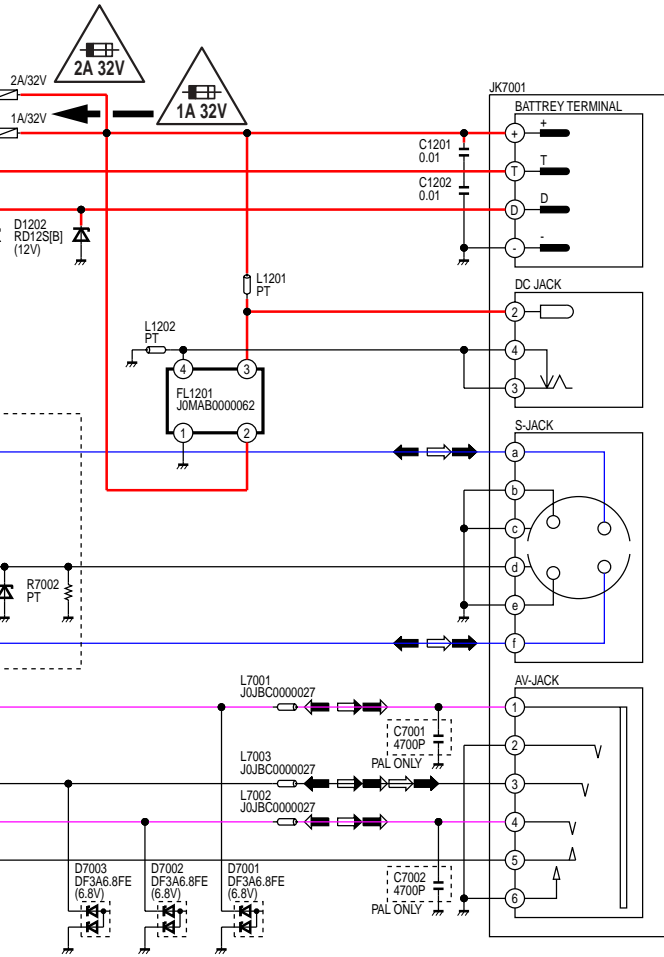 2A 32V
2A/32V
1A 32V
1A/32V
JK7001
BATTREY TERMINAL
+ +
C1201
0.01
T T
C1202
0.01
D D
D1202
RD12S[B]
(12V)
- -
L1201
PT
DC JACK
2
L1202
PT
4
4 3
3
FL1201
J0MAB0000062
1 2
S-JACK
a
b
c
d
R7002
PT
e
f
L7001
J0JBC0000027
AV-JACK
1
C7001
4700P
PAL ONLY
2
L7003
J0JBC0000027
3
L7002
J0JBC0000027
4
5
D7003
DF3A6.8FE
(6.8V)
D7002
DF3A6.8FE
(6.8V)
D7001
DF3A6.8FE
(6.8V)
C7002
4700P
PAL ONLY
6